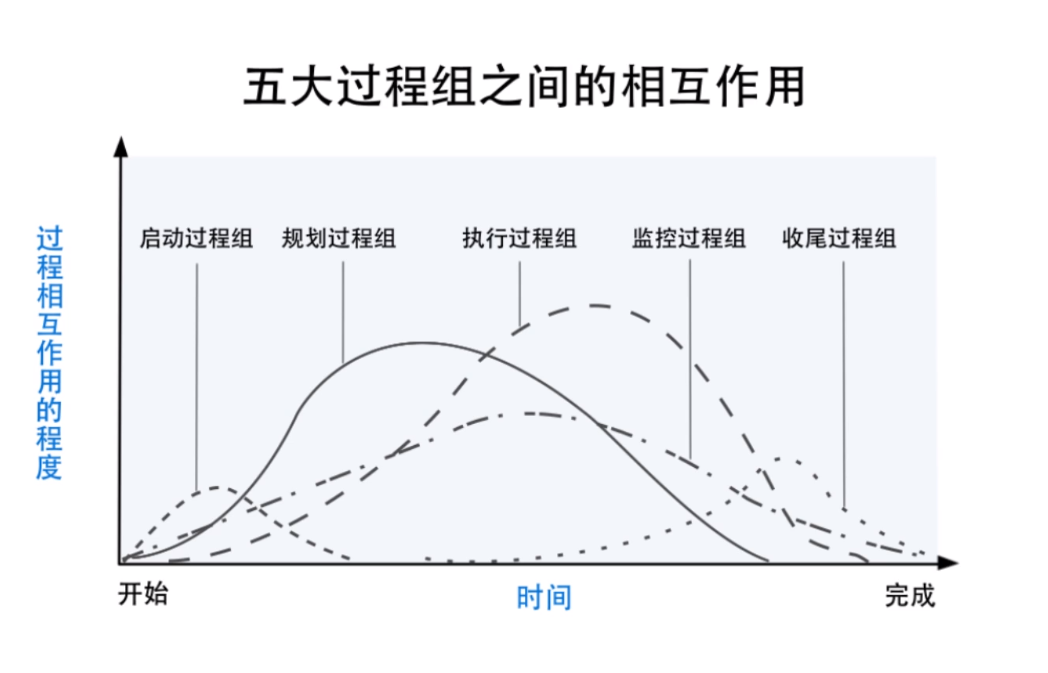 五大过程组之间的相互作用
过程相互作用的程度
启动过程组
规划过程组
执行过程组
监控过程组
收尾过程组
开始
时间
完成